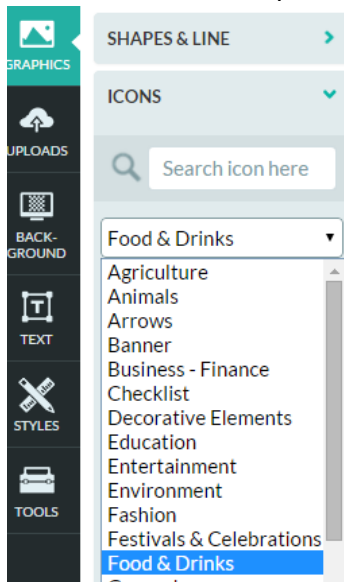 GRAPHICS
UPLOADS
BACK-
GROUND
TEXT
STYLES
TOOLS
SHAPES & LINE
ICONS
Search icon here
Food & Drinks
Agriculture
Animals
Arrows
Banner
Business - Finance
Checklist
Decorative Elements
Education
Entertainment
Environment
Fashion
Festivals & Celebrations
Food & Drinks